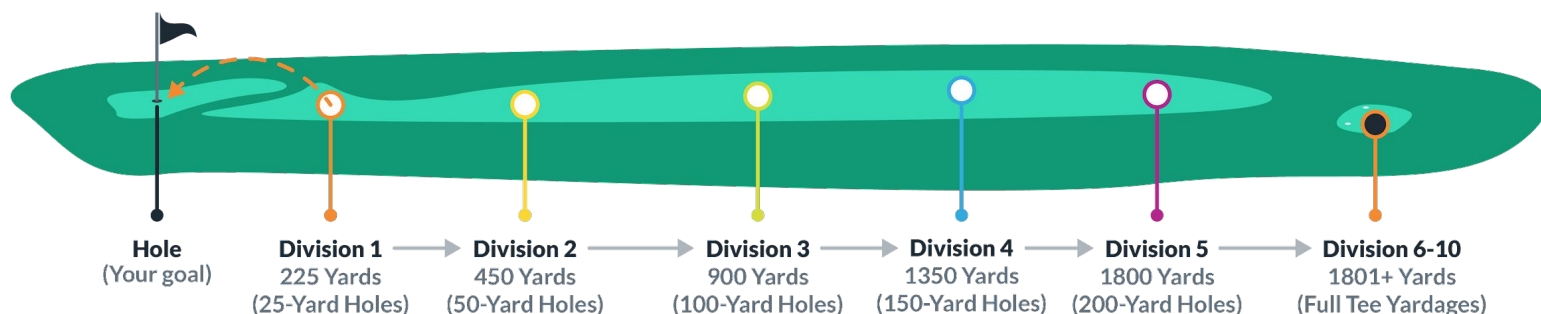 Hole
(Your goal)
Division 1
225 Yards
(25-Yard Holes)
Division 2
450 Yards
(50-Yard Holes)
Division 3
900 Yards
(100-Yard Holes)
Division 4
1350 Yards
(150-Yard Holes)
Division 5
1800 Yards
(200-Yard Holes)
Division 6-10
1801+ Yards
(Full Tee Yardages)